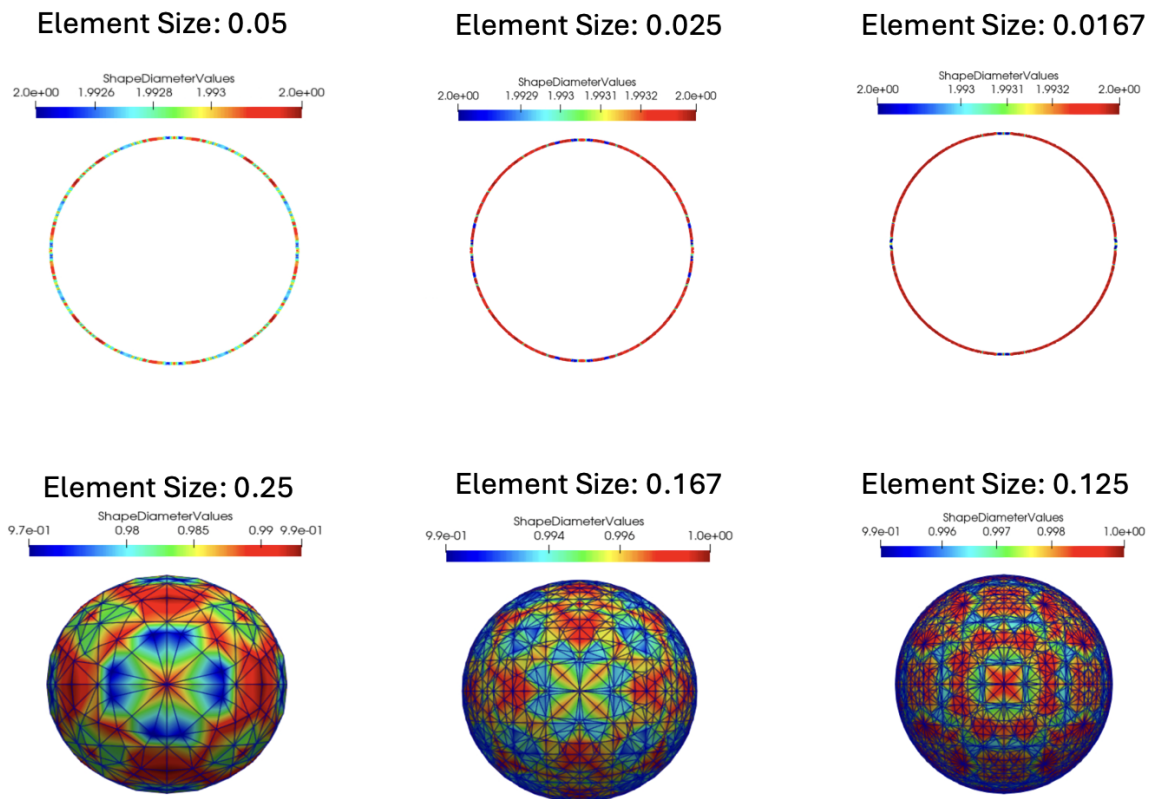 Element Size: 0.05
Element Size: 0.025
Element Size: 0.0167
ShapeDiameterValues
2.0e+00 1.9926 1.9928 1.993 2.0e+00
ShapeDiameterValues
2.0e+00 1.9929 1.993 1.9931 1.9932 2.0e+00
ShapeDiameterValues
2.0e+00 1.993 1.9931 1.9932 2.0e+00
Element Size: 0.25
Element Size: 0.167
Element Size: 0.125
ShapeDiameterValues
9.7e-01 0.98 0.985 0.99 9.9e-01
ShapeDiameterValues
9.9e-01 0.994 0.996 1.0e+00
ShapeDiameterValues
9.9e-01 0.996 0.997 0.998 1.0e+00